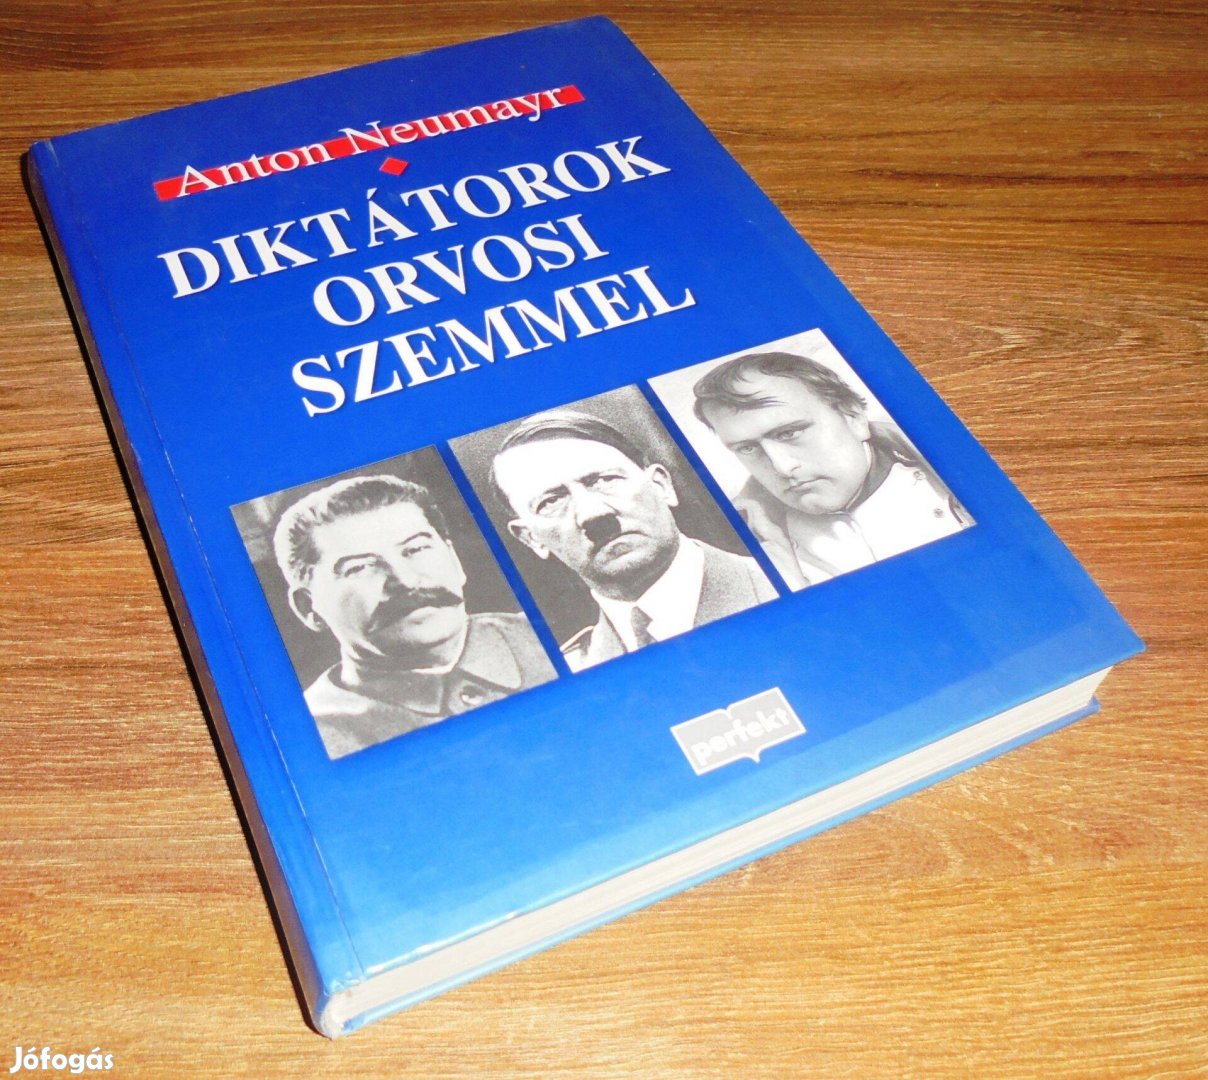 Anton Neumayr
DIKTÁTOROK
ORVOSI
SZEMMEL
perfekt
Jófogás